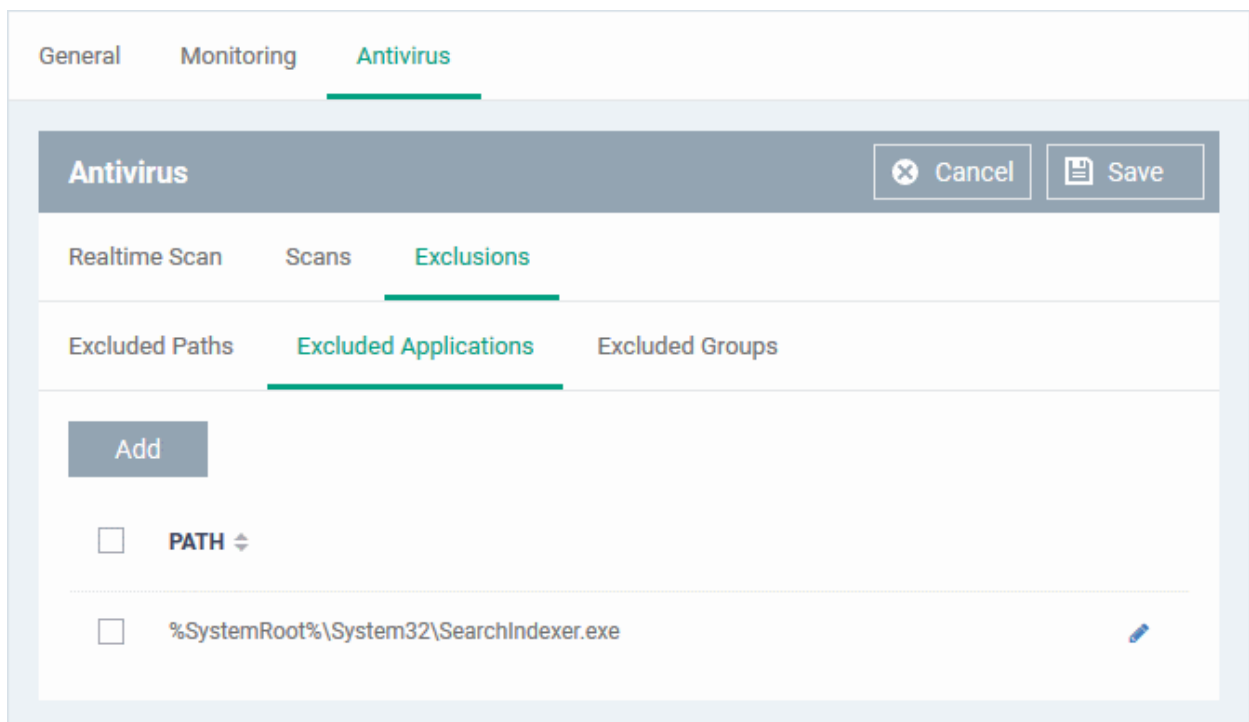 General Monitoring Antivirus
Antivirus Cancel Save
Realtime Scan Scans Exclusions
Excluded Paths Excluded Applications Excluded Groups
Add
PATH
%SystemRoot%\System32\SearchIndexer.exe